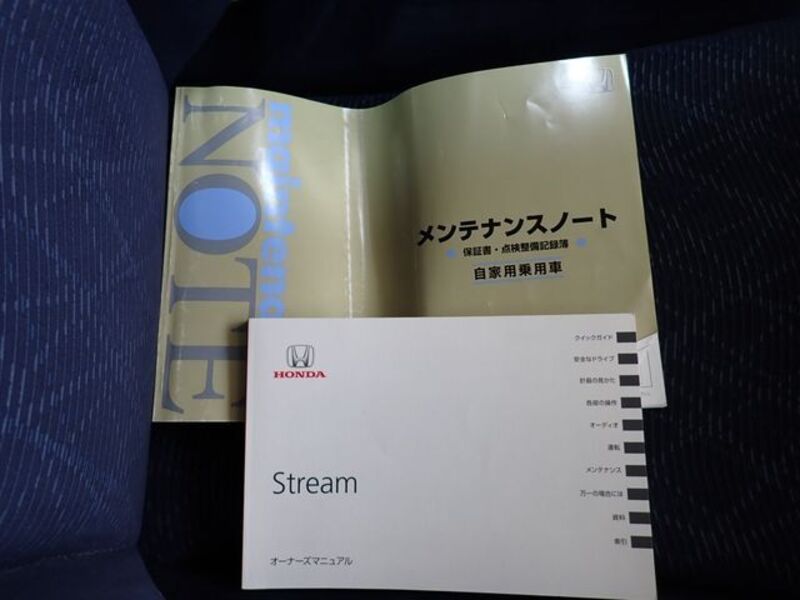 maintenance
NOTE
メンテナンスノート
保証書・点検整備記録簿
自家用乗用車
HONDA
Stream
オーナーズマニュアル
クイックガイド
安全なドライブ
計器の見かた
各部の操作
オーディオ
運転
メンテナンス
万一の場合には
資料
索引